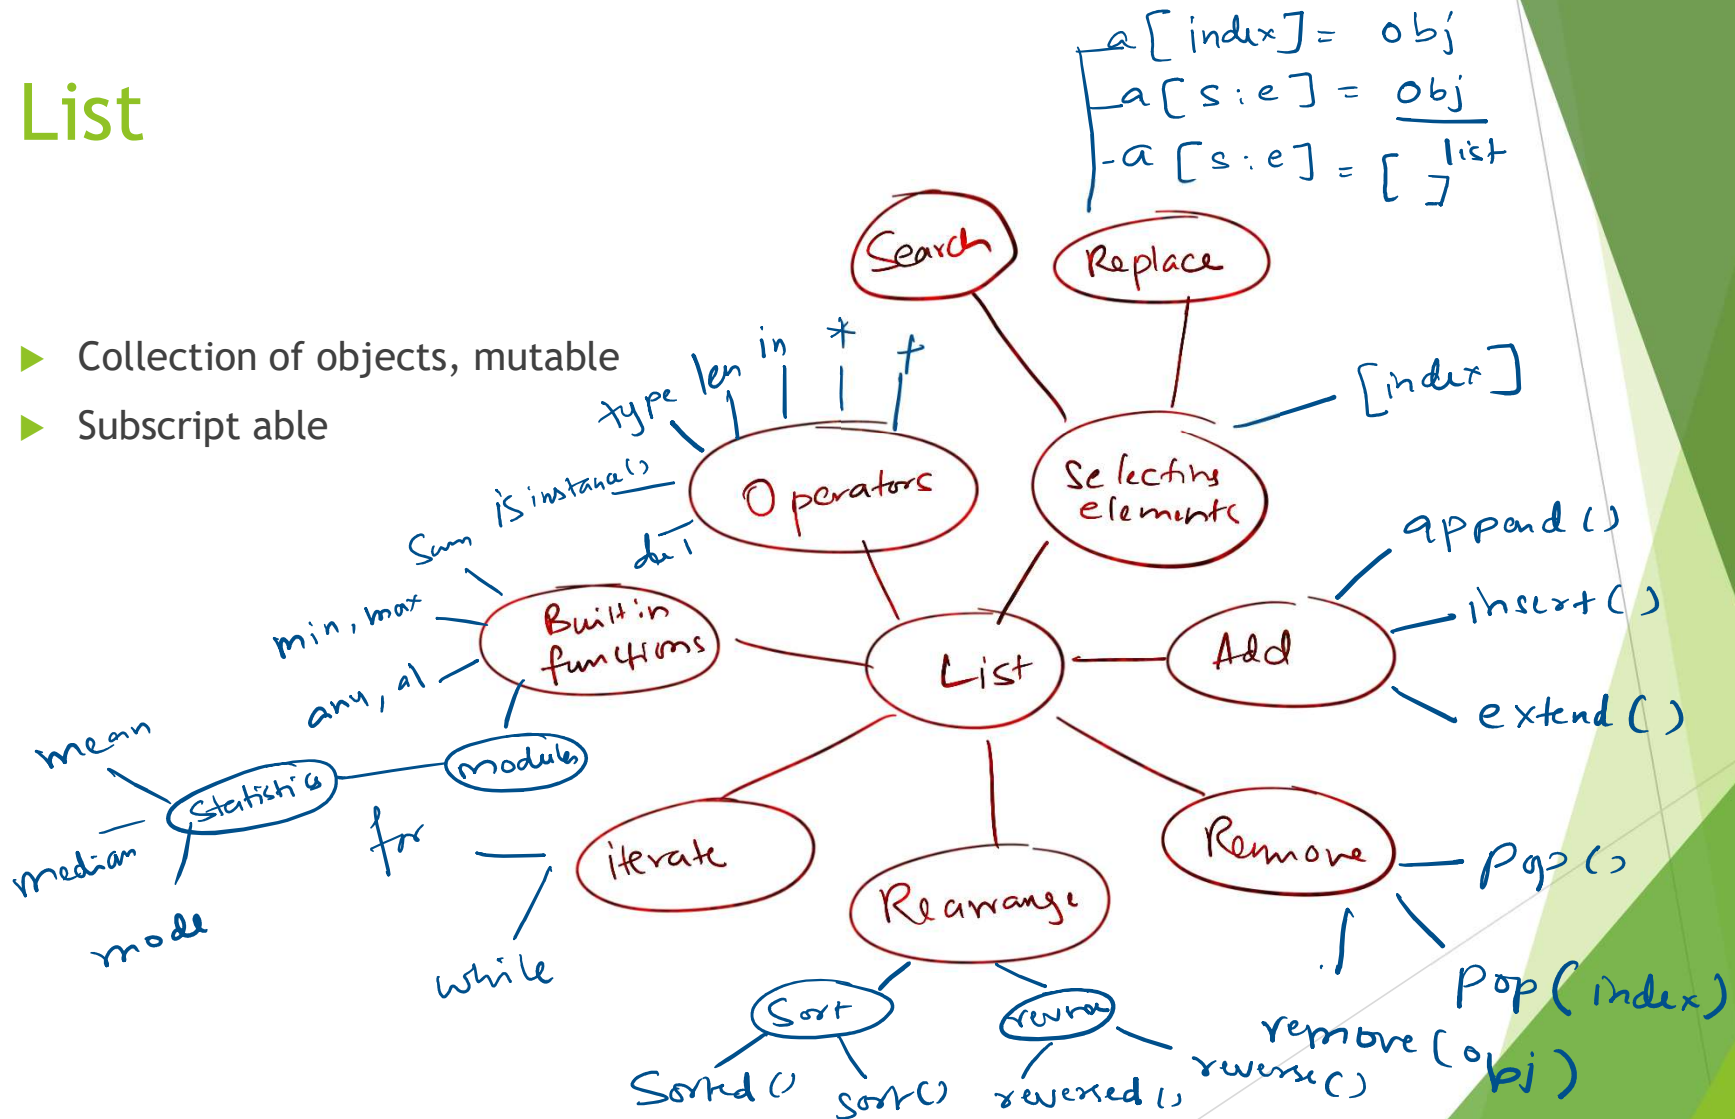 List
Collection of objects, mutable
Subscript able
a[index] = obj
a[s:e] = obj
a[s:e] = [ ]
list
Search
Replace
[index]
Selecting
elements
type
len
in
*
+
isinstance()
del
Operators
Sum
min, max
any, al
Built in
functions
modules
Statistics
mean
median
mode
List
Add
append()
insert()
extend()
iterate
for
while
Rearrange
Sort
Sorted()
sort()
reversed()
reverse()
Remove
pop()
pop(index)
remove(obj)